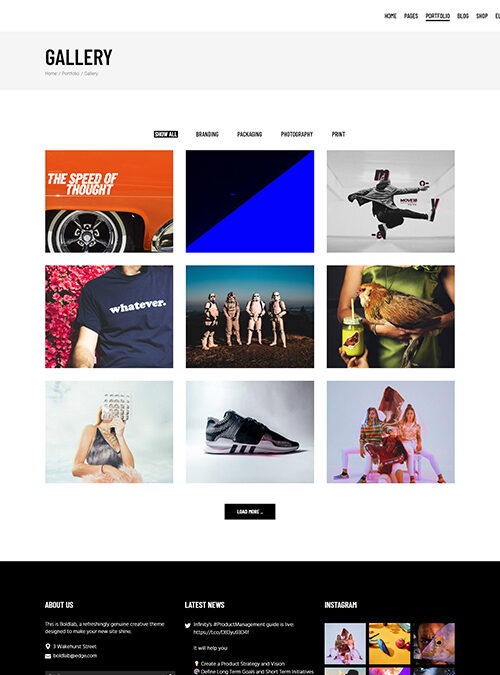 HOME PAGES PORTFOLIO BLOG SHOP
GALLERY
Home / Portfolio / Gallery
SHOW ALL BRANDING PACKAGING PHOTOGRAPHY PRINT
THE SPEED OF
THOUGHT
MOVE
whatever.
LOAD MORE
ABOUT US
This is Boldlab, a refreshingly genuine creative theme
designed to make your new site shine.
3 Wakehurst Street
boldlab@edge.com
LATEST NEWS
Infinity's #ProductManagement guide is live:
It will help you:
Create a Product Strategy and Vision
Define Long Term Goals and Short Term Initiatives
INSTAGRAM